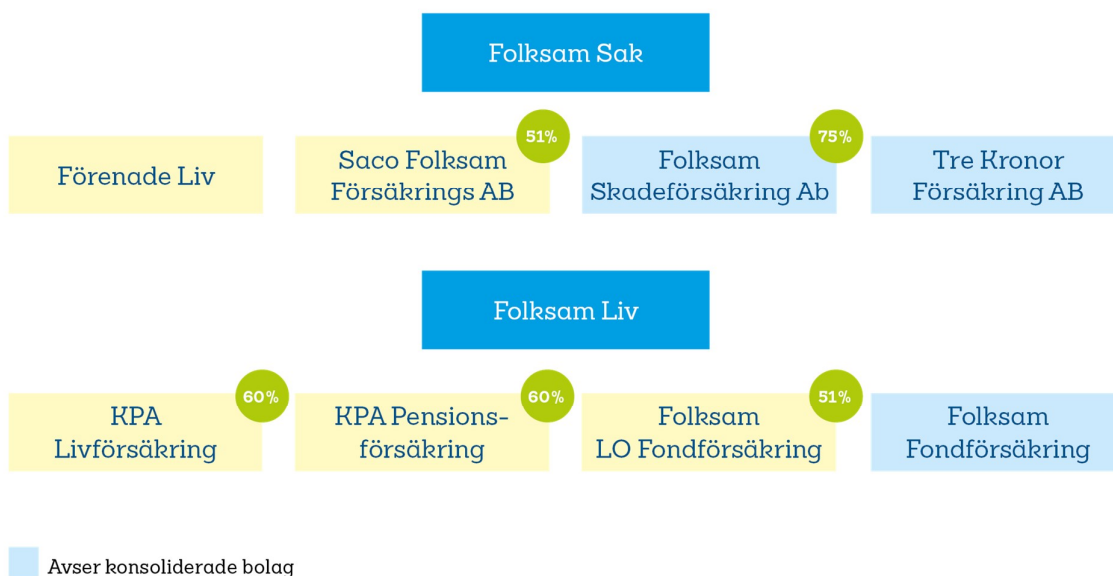 Folksam Sak
51%
75%
Förenade Liv
Saco Folksam
Försäkrings AB
Folksam
Skadeförsäkring Ab
Tre Kronor
Försäkring AB
Folksam Liv
60%
60%
51%
KPA
Livförsäkring
KPA Pensions-
försäkring
Folksam
LO Fondförsäkring
Folksam
Fondförsäkring
Avser konsoliderade bolag